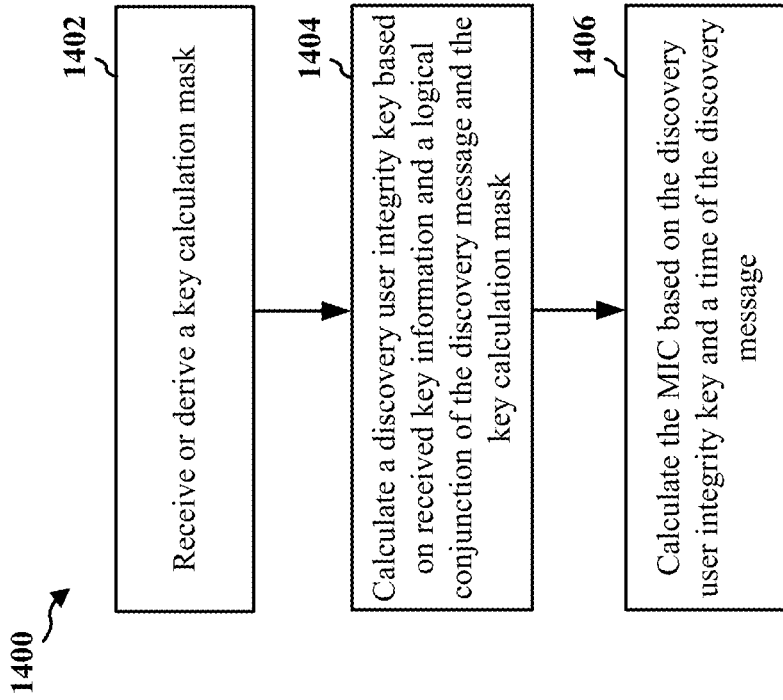 1400
1402
Receive or derive a key calculation mask
1404
Calculate a discovery user integrity key based
on received key information and a logical
conjunction of the discovery message and the
key calculation mask
1406
Calculate the MIC based on the discovery
user integrity key and a time of the discovery
message